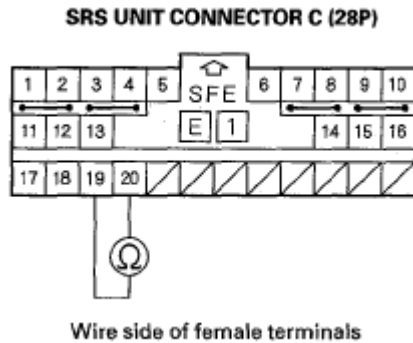 SRS UNIT CONNECTOR C (28P)
1 2 3 4 5 6 7 8 9 10
SFE
11 12 13 E 1 14 15 16
17 18 19 20
Ω
Wire side of female terminals